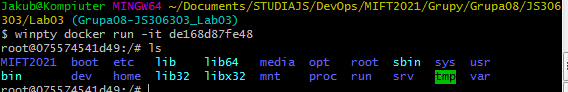 Jakub@Kompiuter MINGW64 ~/Documents/STUDIAJS/DevOps/MIFT2021/Grupy/Grupa08/JS306
303/Lab03 (Grupa08-JS306303_Lab03)
$ winpty docker run -it de168d87fe48
root@075574541d49:/# ls
MIFT2021 boot etc lib lib64 media opt root sbin sys usr
bin dev home lib32 libx32 mnt proc run srv tmp var
root@075574541d49:/#